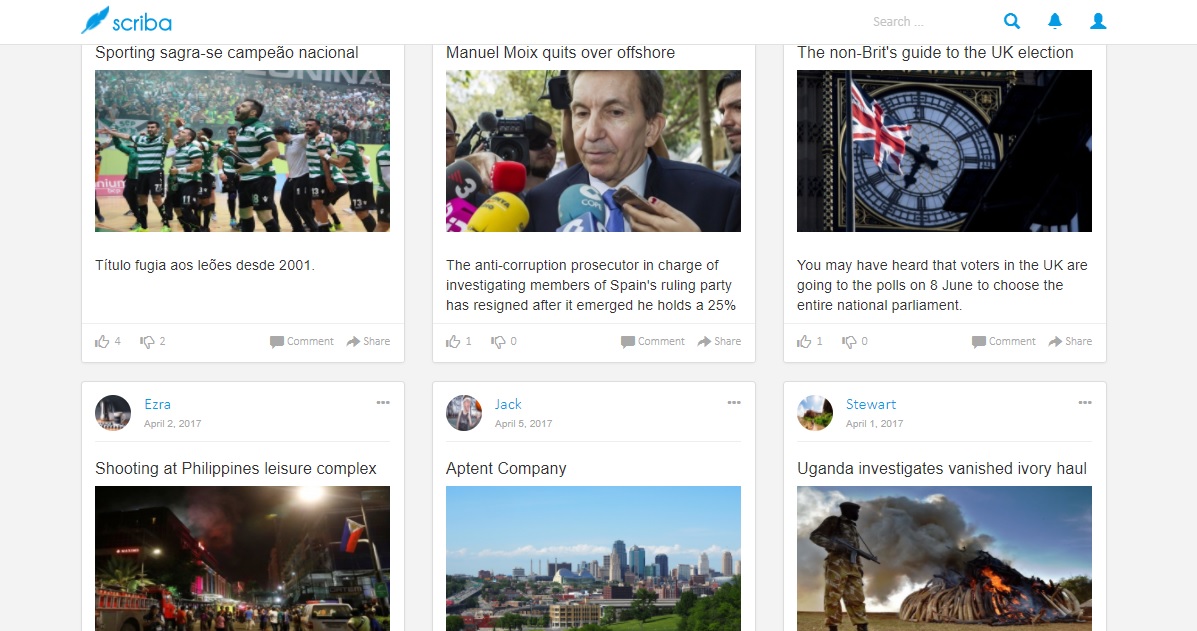 scriba
Search ...
Sporting sagra-se campeão nacional
Manuel Moix quits over offshore
The non-Brit's guide to the UK election
COPE
Título fugia aos leões desde 2001.
The anti-corruption prosecutor in charge of
investigating members of Spain's ruling party
has resigned after it emerged he holds a 25%
You may have heard that voters in the UK are
going to the polls on 8 June to choose the
entire national parliament.
4 2 Comment Share
1 0 Comment Share
1 0 Comment Share
Ezra
April 2, 2017
Jack
April 5, 2017
Stewart
April 1, 2017
Shooting at Philippines leisure complex
Aptent Company
Uganda investigates vanished ivory haul